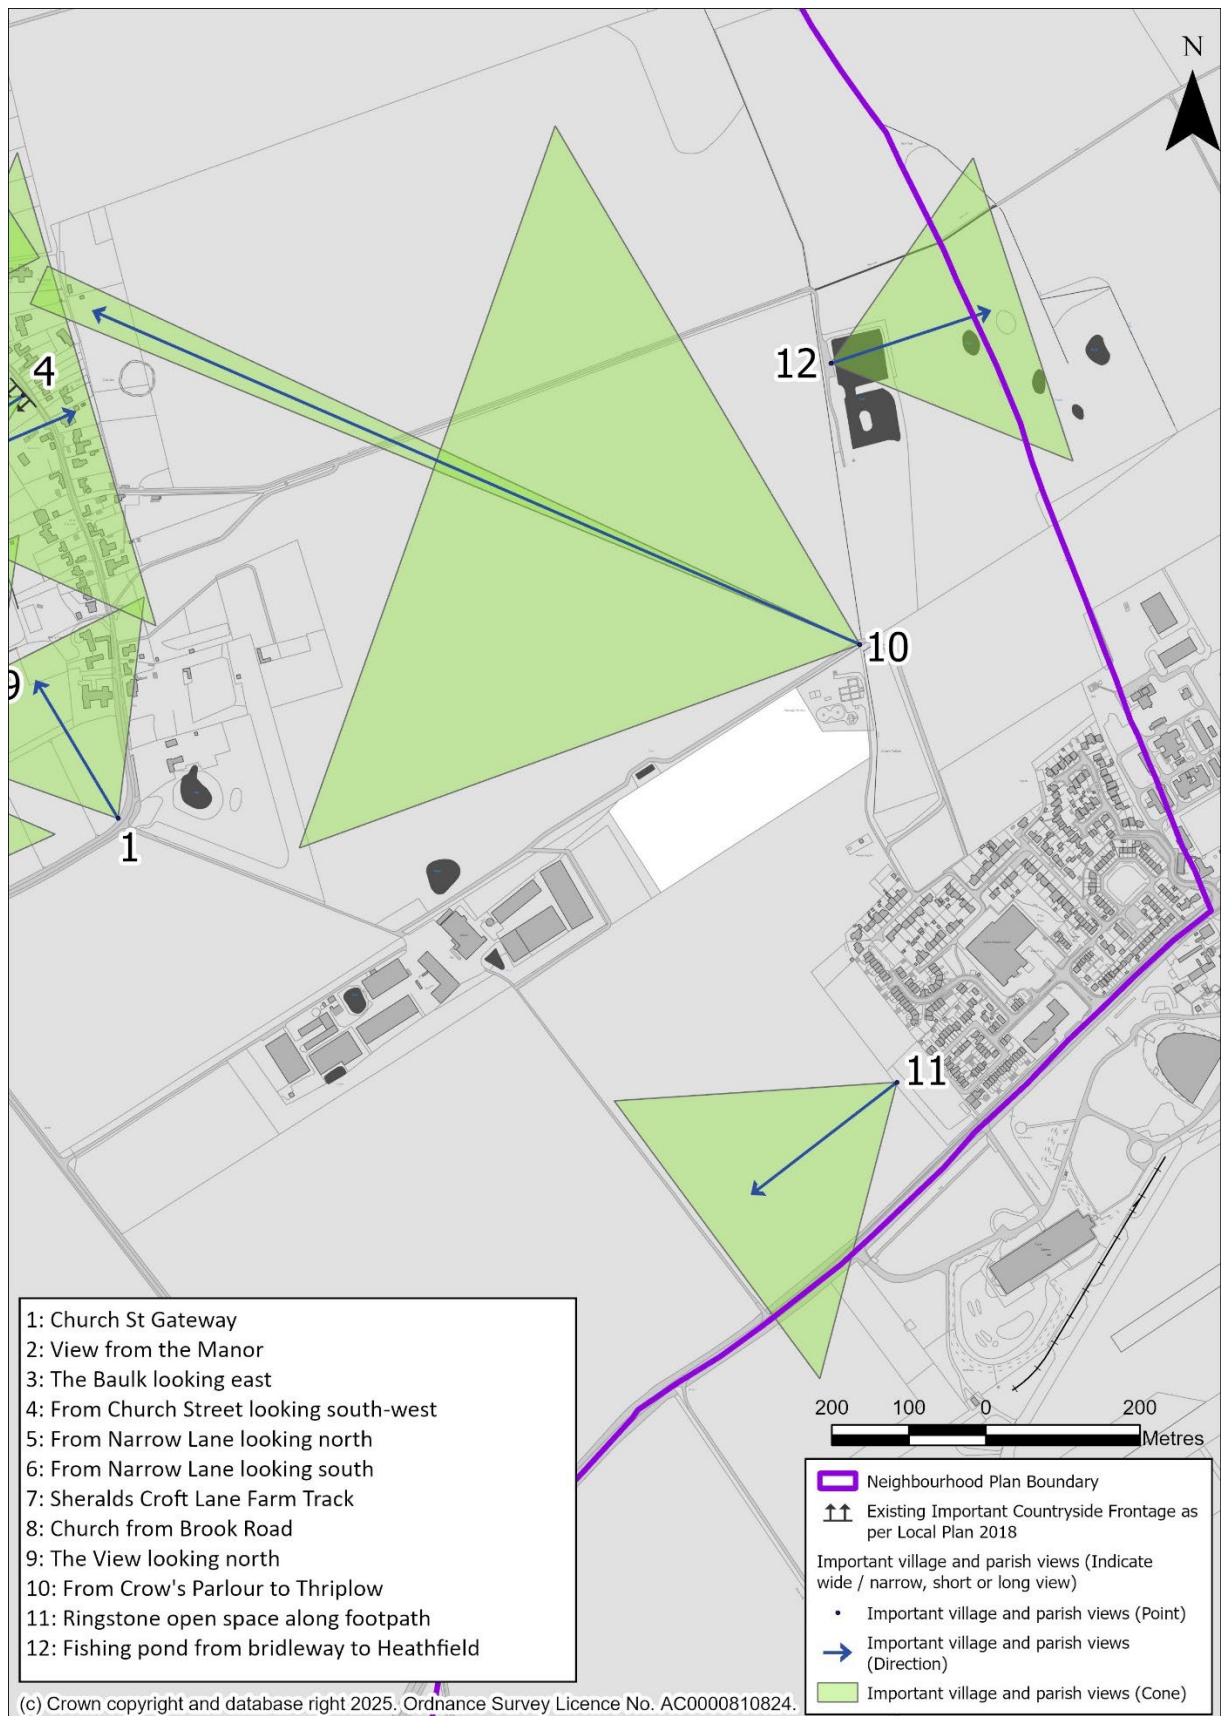 N
4
12
10
9
1
11
1: Church St Gateway
2: View from the Manor
3: The Baulk looking east
4: From Church Street looking south-west
5: From Narrow Lane looking north
6: From Narrow Lane looking south
7: Sheralds Croft Lane Farm Track
8: Church from Brook Road
9: The View looking north
10: From Crow's Parlour to Thriplow
11: Ringstone open space along footpath
12: Fishing pond from bridleway to Heathfield
200 100 0 200
Metres
Neighbourhood Plan Boundary
Existing Important Countryside Frontage as
per Local Plan 2018
Important village and parish views (Indicate
wide / narrow, short or long view)
Important village and parish views (Point)
Important village and parish views
(Direction)
Important village and parish views (Cone)
(c) Crown copyright and database right 2025. Ordnance Survey Licence No. AC0000810824.